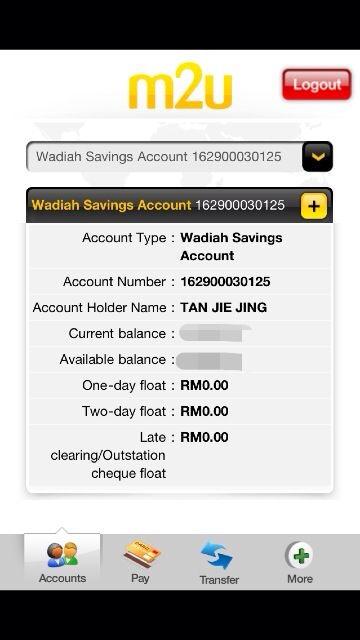 m2u
Logout
Wadiah Savings Account 162900030125
Wadiah Savings Account 162900030125
Account Type : Wadiah Savings
Account
Account Number : 162900030125
Account Holder Name : TAN JIE JING
Current balance :
Available balance :
One-day float : RM0.00
Two-day float : RM0.00
Late : RM0.00
clearing/Outstation
cheque float
Accounts
Pay
Transfer
More